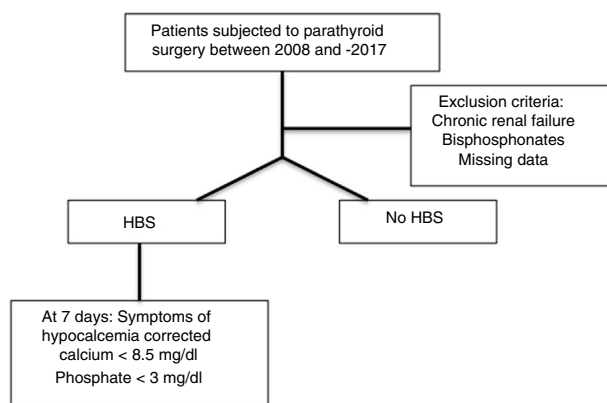 Patients subjected to parathyroid
surgery between 2008 and -2017
Exclusion criteria:
Chronic renal failure
Bisphosphonates
Missing data
HBS
No HBS
At 7 days: Symptoms of
hypocalcemia corrected
calcium < 8.5 mg/dl
Phosphate < 3 mg/dl